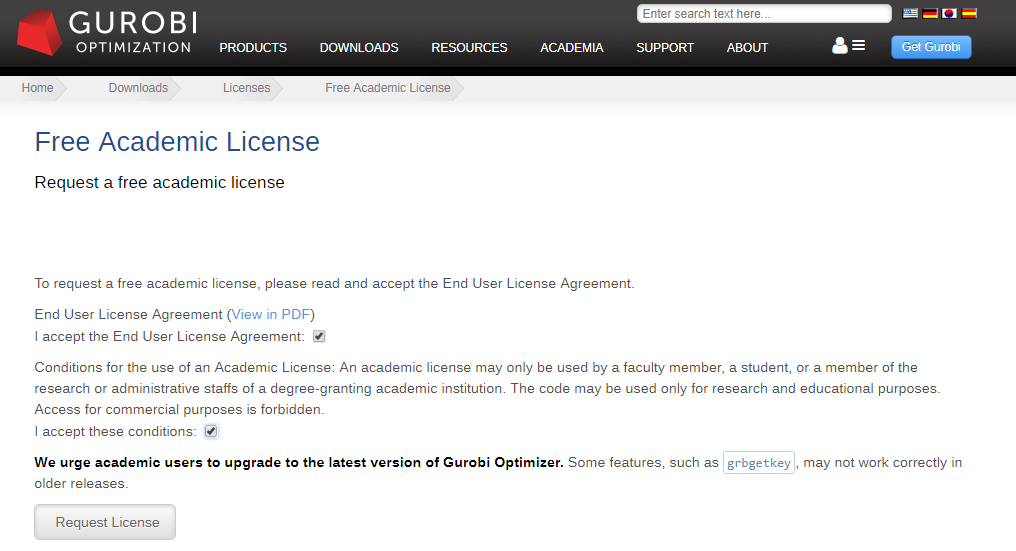 GUROBI
OPTIMIZATION
Enter search text here...
PRODUCTS DOWNLOADS RESOURCES ACADEMIA SUPPORT ABOUT
Get Gurobi
Home Downloads Licenses Free Academic License
Free Academic License
Request a free academic license
To request a free academic license, please read and accept the End User License Agreement.
End User License Agreement (View in PDF)
I accept the End User License Agreement:
Conditions for the use of an Academic License: An academic license may only be used by a faculty member, a student, or a member of the
research or administrative staffs of a degree-granting academic institution. The code may be used only for research and educational purposes.
Access for commercial purposes is forbidden.
I accept these conditions:
We urge academic users to upgrade to the latest version of Gurobi Optimizer. Some features, such as grbgetkey, may not work correctly in
older releases.
Request License